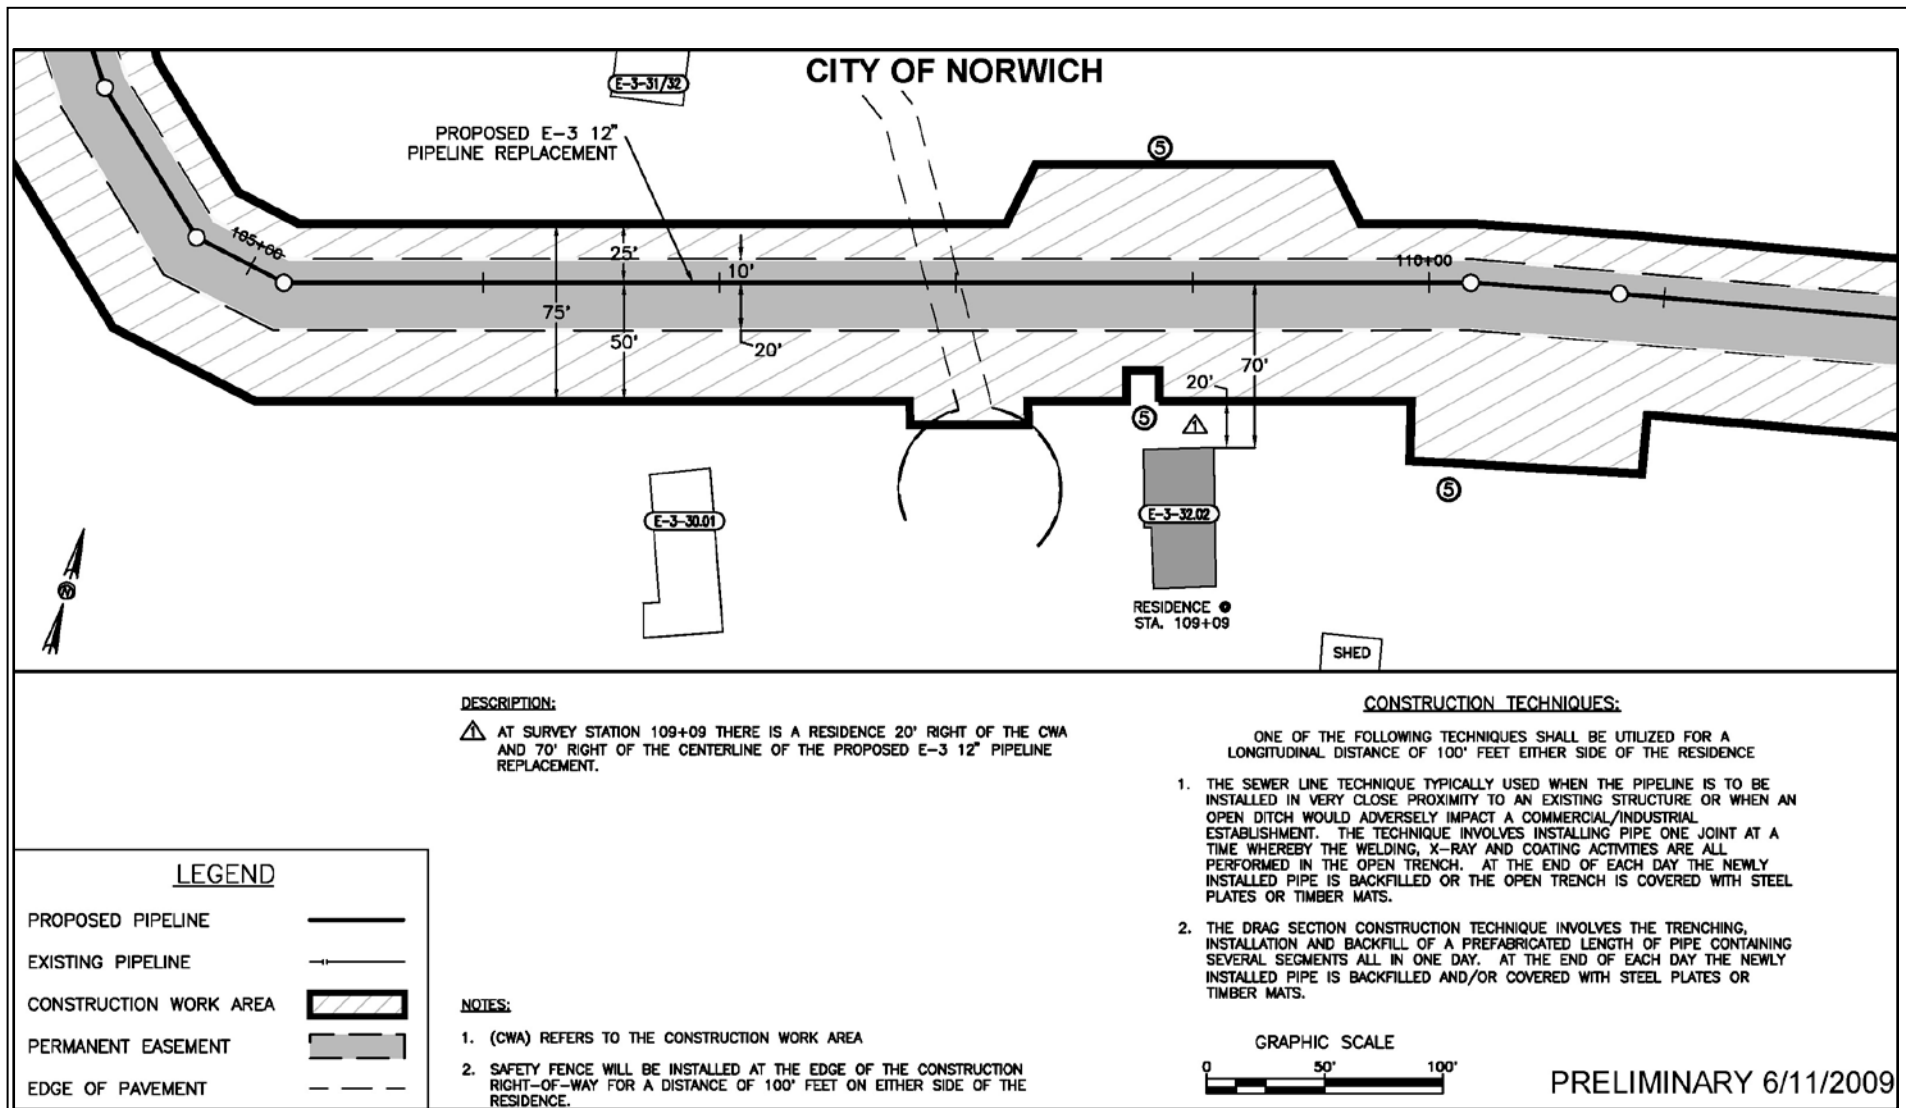 CITY OF NORWICH
E-3-31/32
PROPOSED E-3 12"
PIPELINE REPLACEMENT
5
105+00
25'
10'
110+00
75'
50'
20'
70'
20'
5
1
5
E-3-30.01
E-3-32.02
N
RESIDENCE @
STA. 109+09
SHED
DESCRIPTION:
1 AT SURVEY STATION 109+09 THERE IS A RESIDENCE 20' RIGHT OF THE CWA
AND 70' RIGHT OF THE CENTERLINE OF THE PROPOSED E-3 12" PIPELINE
REPLACEMENT.
CONSTRUCTION TECHNIQUES:
ONE OF THE FOLLOWING TECHNIQUES SHALL BE UTILIZED FOR A
LONGITUDINAL DISTANCE OF 100' FEET EITHER SIDE OF THE RESIDENCE
1. THE SEWER LINE TECHNIQUE TYPICALLY USED WHEN THE PIPELINE IS TO BE
INSTALLED IN VERY CLOSE PROXIMITY TO AN EXISTING STRUCTURE OR WHEN AN
OPEN DITCH WOULD ADVERSELY IMPACT A COMMERCIAL/INDUSTRIAL
ESTABLISHMENT. THE TECHNIQUE INVOLVES INSTALLING PIPE ONE JOINT AT A
TIME WHEREBY THE WELDING, X-RAY AND COATING ACTIVITIES ARE ALL
PERFORMED IN THE OPEN TRENCH. AT THE END OF EACH DAY THE NEWLY
INSTALLED PIPE IS BACKFILLED OR THE OPEN TRENCH IS COVERED WITH STEEL
PLATES OR TIMBER MATS.
2. THE DRAG SECTION CONSTRUCTION TECHNIQUE INVOLVES THE TRENCHING,
INSTALLATION AND BACKFILL OF A PREFABRICATED LENGTH OF PIPE CONTAINING
SEVERAL SEGMENTS ALL IN ONE DAY. AT THE END OF EACH DAY THE NEWLY
INSTALLED PIPE IS BACKFILLED AND/OR COVERED WITH STEEL PLATES OR
TIMBER MATS.
LEGEND
PROPOSED PIPELINE
EXISTING PIPELINE
CONSTRUCTION WORK AREA
PERMANENT EASEMENT
EDGE OF PAVEMENT
NOTES:
1. (CWA) REFERS TO THE CONSTRUCTION WORK AREA
2. SAFETY FENCE WILL BE INSTALLED AT THE EDGE OF THE CONSTRUCTION
RIGHT-OF-WAY FOR A DISTANCE OF 100' FEET ON EITHER SIDE OF THE
RESIDENCE.
GRAPHIC SCALE
0 50' 100'
PRELIMINARY 6/11/2009